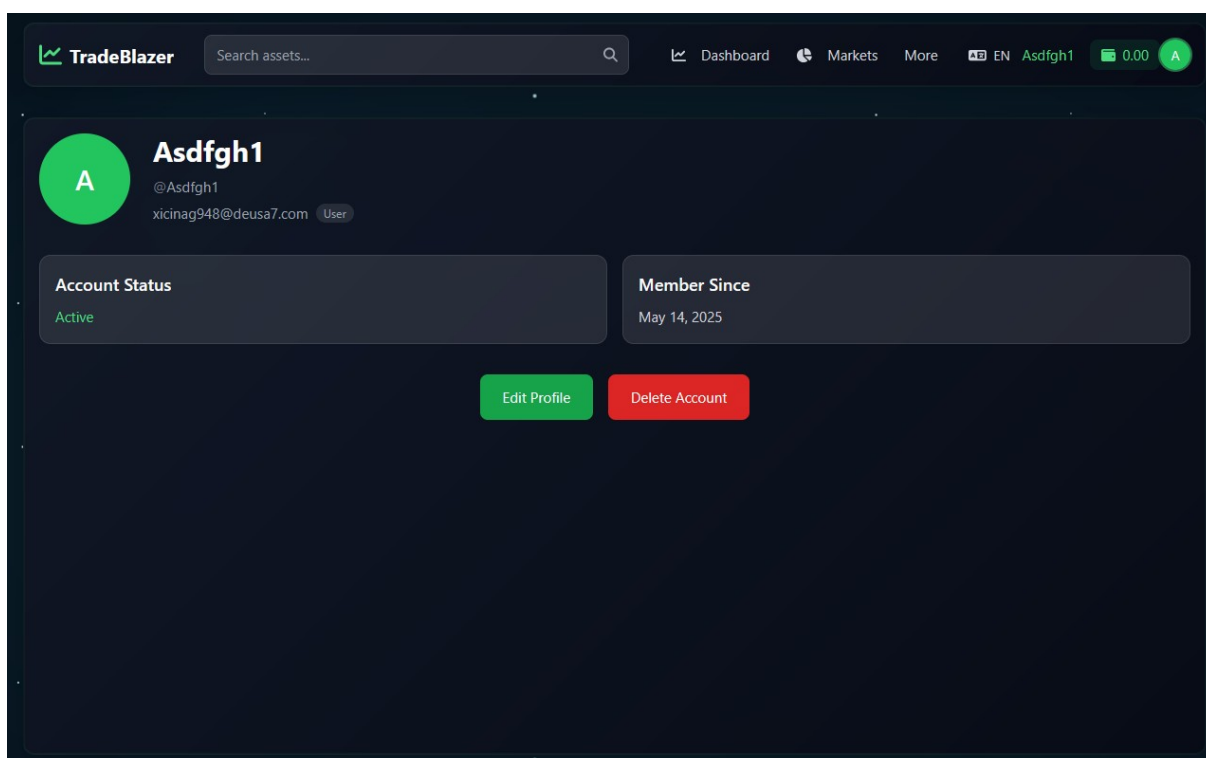 TradeBlazer Search assets... Dashboard Markets More EN Asdfgh1 0.00 A
A
Asdfgh1
@Asdfgh1
xicinag948@deusa7.com User
Account Status
Active
Member Since
May 14, 2025
Edit Profile Delete Account